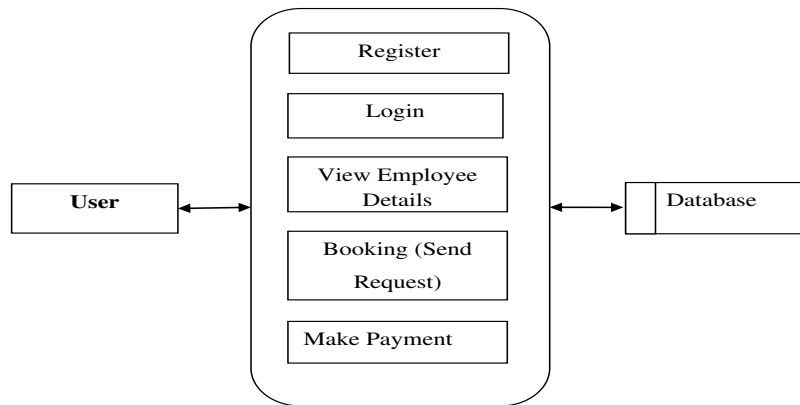 Register
Login
View Employee
Details
User
Database
Booking (Send
Request)
Make Payment